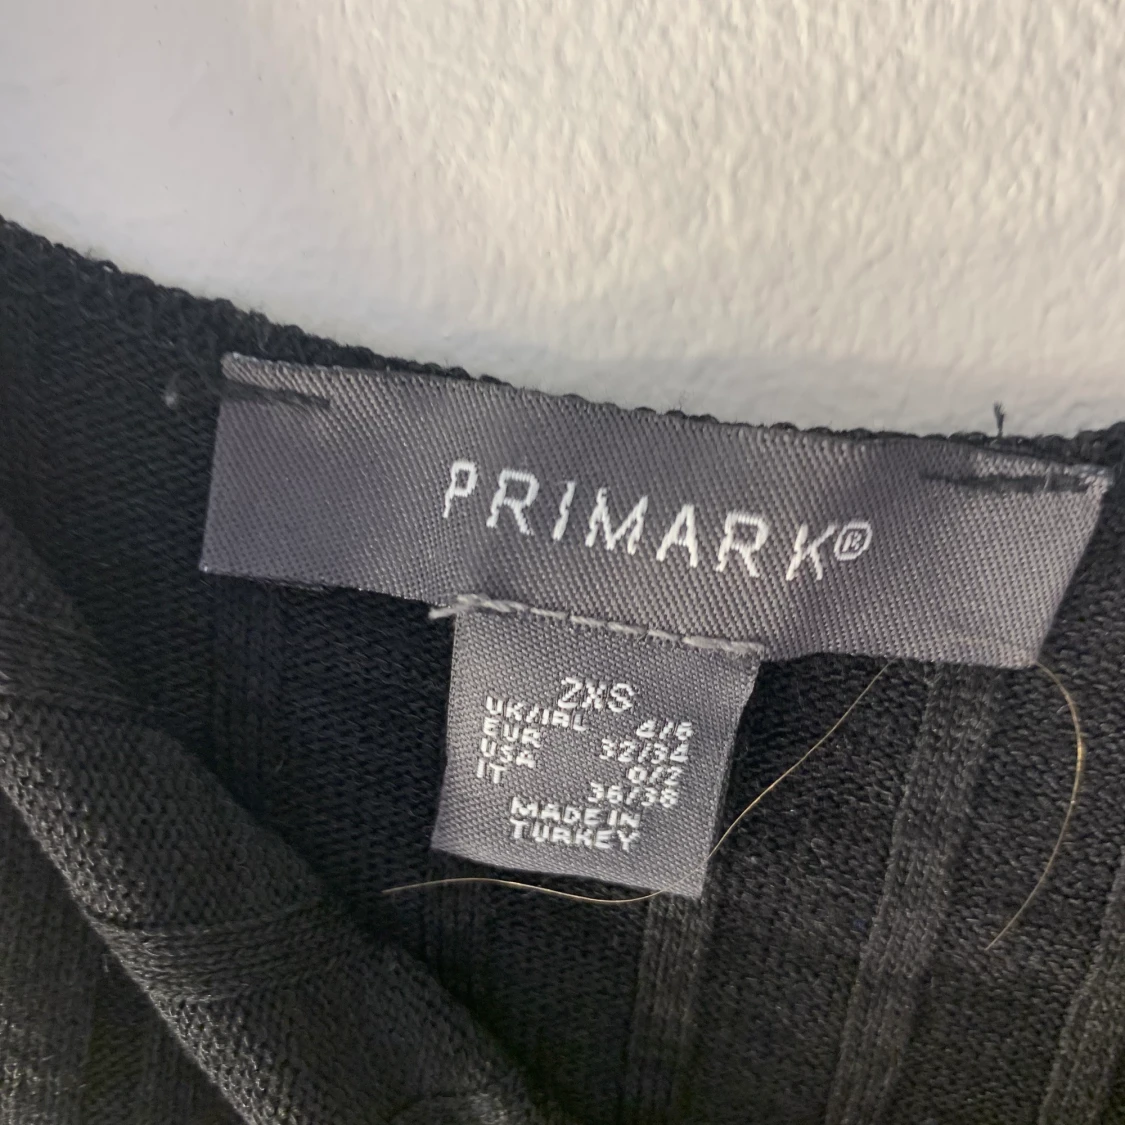 PRIMARK®
2XS
UK/IRL 4/6
EUR 32/34
USA 0/2
IT 36/38
MADE IN
TURKEY